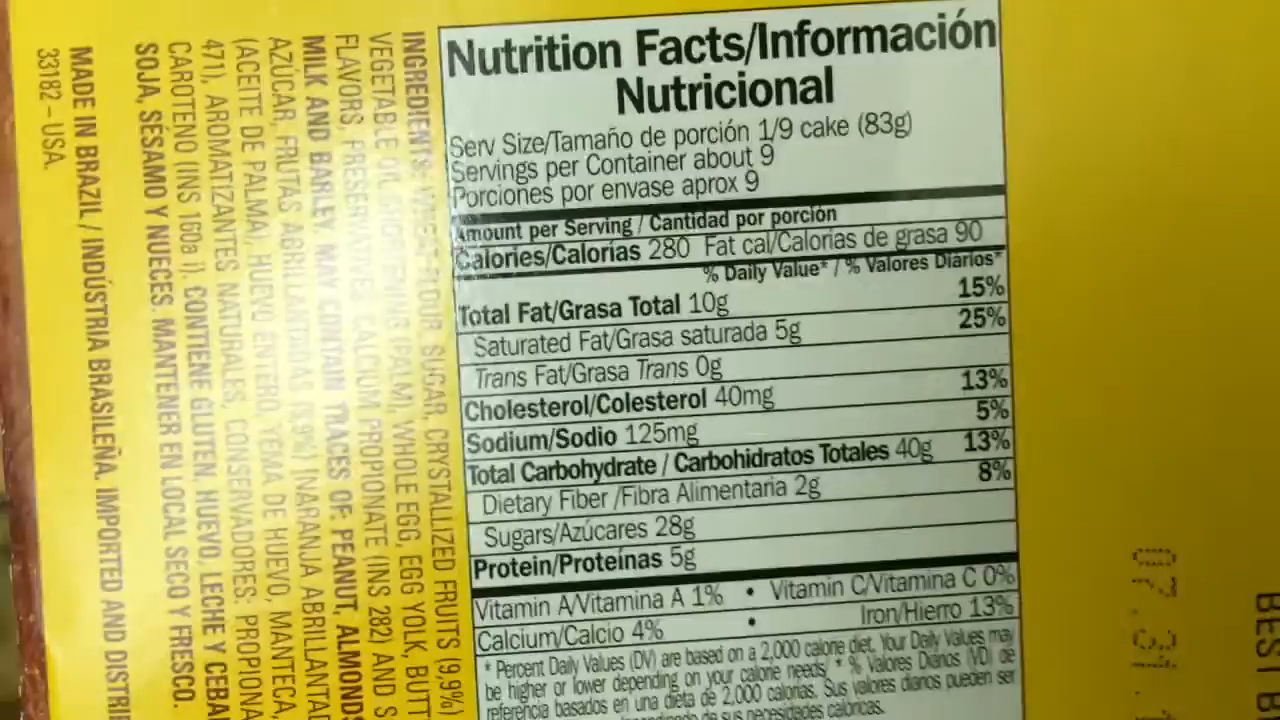 Nutrition Facts/Información
Nutricional
Serv Size/Tamaño de porción 1/9 cake (83g)
Servings per Container about 9
Porciones por envase aprox 9
Amount per Serving / Cantidad por porción
Calories/Calorías 280 Fat cal/Calorías de grasa 90
% Daily Value* / % Valores Diarios*
Total Fat/Grasa Total 10g 15%
Saturated Fat/Grasa saturada 5g 25%
Trans Fat/Grasa Trans 0g
Cholesterol/Colesterol 40mg 13%
Sodium/Sodio 125mg 5%
Total Carbohydrate / Carbohidratos Totales 40g 13%
Dietary Fiber /Fibra Alimentaria 2g 8%
Sugars/Azúcares 28g
Protein/Proteínas 5g
Vitamin A/Vitamina A 1% • Vitamin C/Vitamina C 0%
Calcium/Calcio 4% • Iron/Hierro 13%
* Percent Daily Values (DV) are based on a 2,000 calorie diet. Your Daily Values may
be higher or lower depending on your calorie needs/ * % Valores Diarios (VD) de
referencia basados en una dieta de 2,000 calorías. Sus valores diarios pueden ser
de sus necesidades calóricas.
INGREDIENTS: WHEAT FLOUR, SUGAR, CRYSTALLIZED FRUITS (9,9%)
VEGETABLE OIL SHORTENING (PALM), WHOLE EGG, EGG YOLK,
FLAVORS, PRESERVATIVES: CALCIUM PROPIONATE (INS 282) AND
MILK AND BARLEY. MAY CONTAIN TRACES OF: PEANUT, ALMONDS
AZÚCAR, FRUTAS (NARANJA
(ACEITE DE PALMA), HUEVO ENTERO, YEMA DE HUEVO, MANTECA,
471), AROMATIZANTES NATURALES, CONSERVADORES:
CAROTENO (INS 160a i). CONTIENE GLUTEN, HUEVO, LECHE Y
SOJA, SÉSAMO Y NUECES. MANTENER EN LOCAL SECO Y FRESCO.
MADE IN BRAZIL / INDÚSTRIA BRASILEÑA. IMPORTED AND
33182 – USA.
BEST